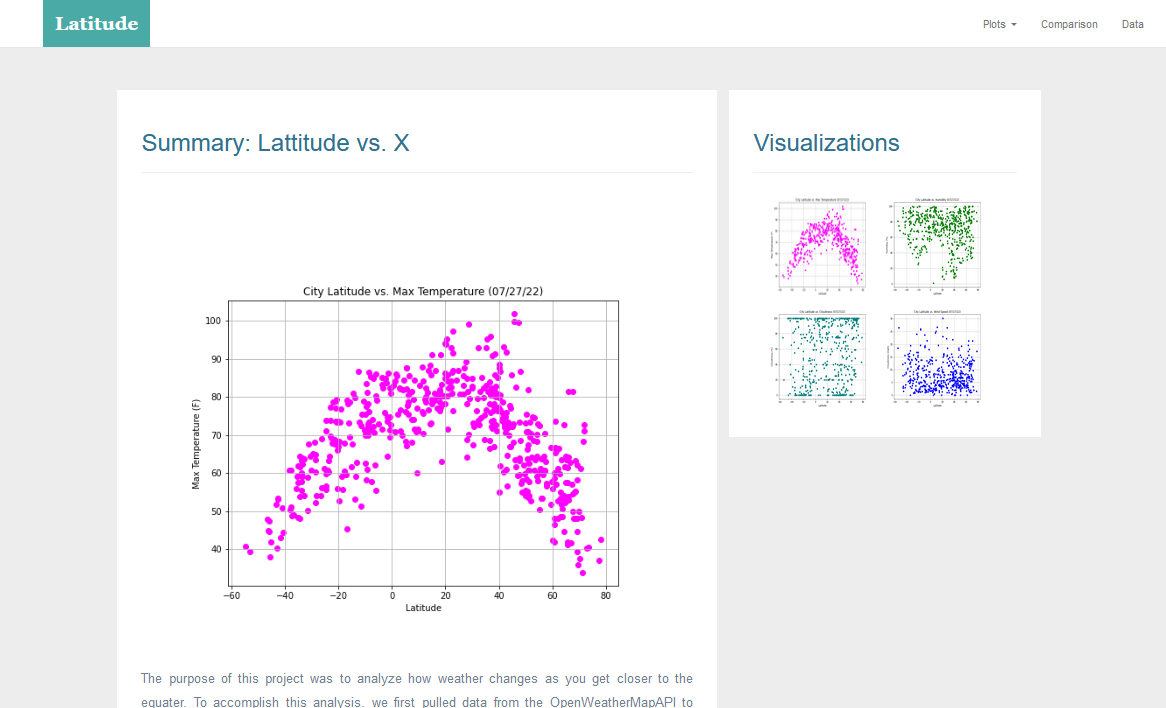 Latitude
Plots
Comparison
Data
Summary: Lattitude vs. X
City Latitude vs. Max Temperature (07/27/22)
100
90
80
70
60
50
40
Max Temperature (F)
−60 −40 −20 0 20 40 60 80
Latitude
The purpose of this project was to analyze how weather changes as you get closer to the
equater. To accomplish this analysis, we first pulled data from the OpenWeatherMapAPI to
Visualizations